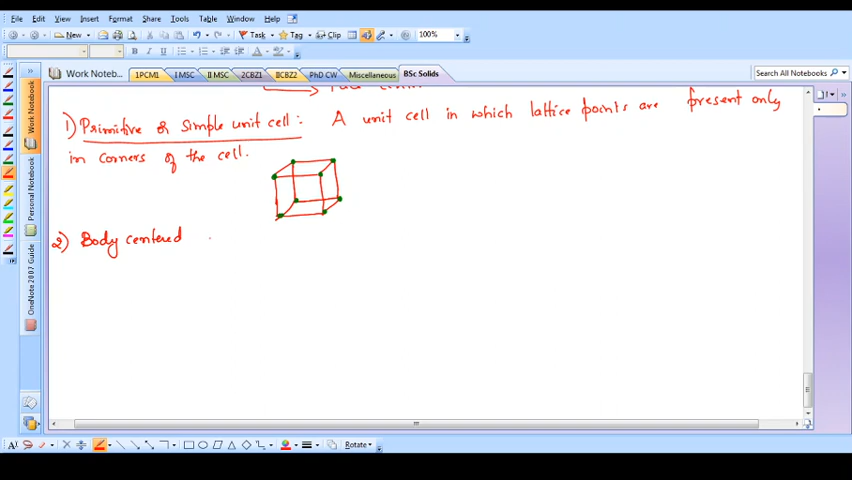 File Edit View Insert Format Share Tools Table Window Help
New Task Tag Clip 100%
B I U
Work Noteb... 1PCM1 I MSC II MSC 2CBZ1 IICBZ2 PhD CW Miscellaneous BSc Solids Search All Notebooks
1) Primitive or Simple unit cell : A unit cell in which lattice points are present only
in corners of the cell.
2) Body centered
Work Notebook
Personal Notebook
OneNote 2007 Guide
Rotate